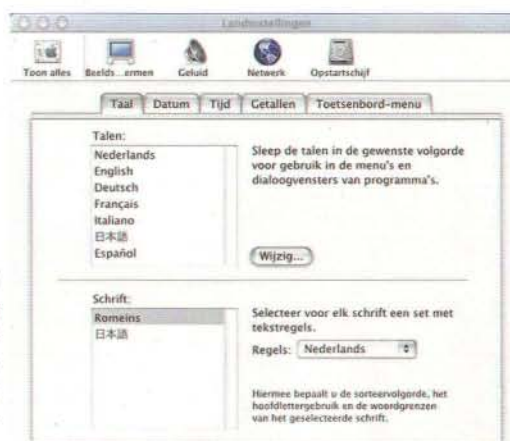 Landinstellingen
Toon alles Beelds...ermen Geluid Netwerk Opstartschijf
Taal Datum Tijd Getallen Toetsenbord-menu
Talen:
Nederlands
English
Deutsch
Français
Italiano
日本語
Español
Sleep de talen in de gewenste volgorde
voor gebruik in de menu's en
dialoogvensters van programma's.
Wijzig...
Schrift:
Romeins
日本語
Selecteer voor elk schrift een set met
tekstregels.
Regels: Nederlands
Hiermee bepaalt u de sorteervolgorde, het
hoofdlettergebruik en de woordgrenzen
van het geselecteerde schrift.